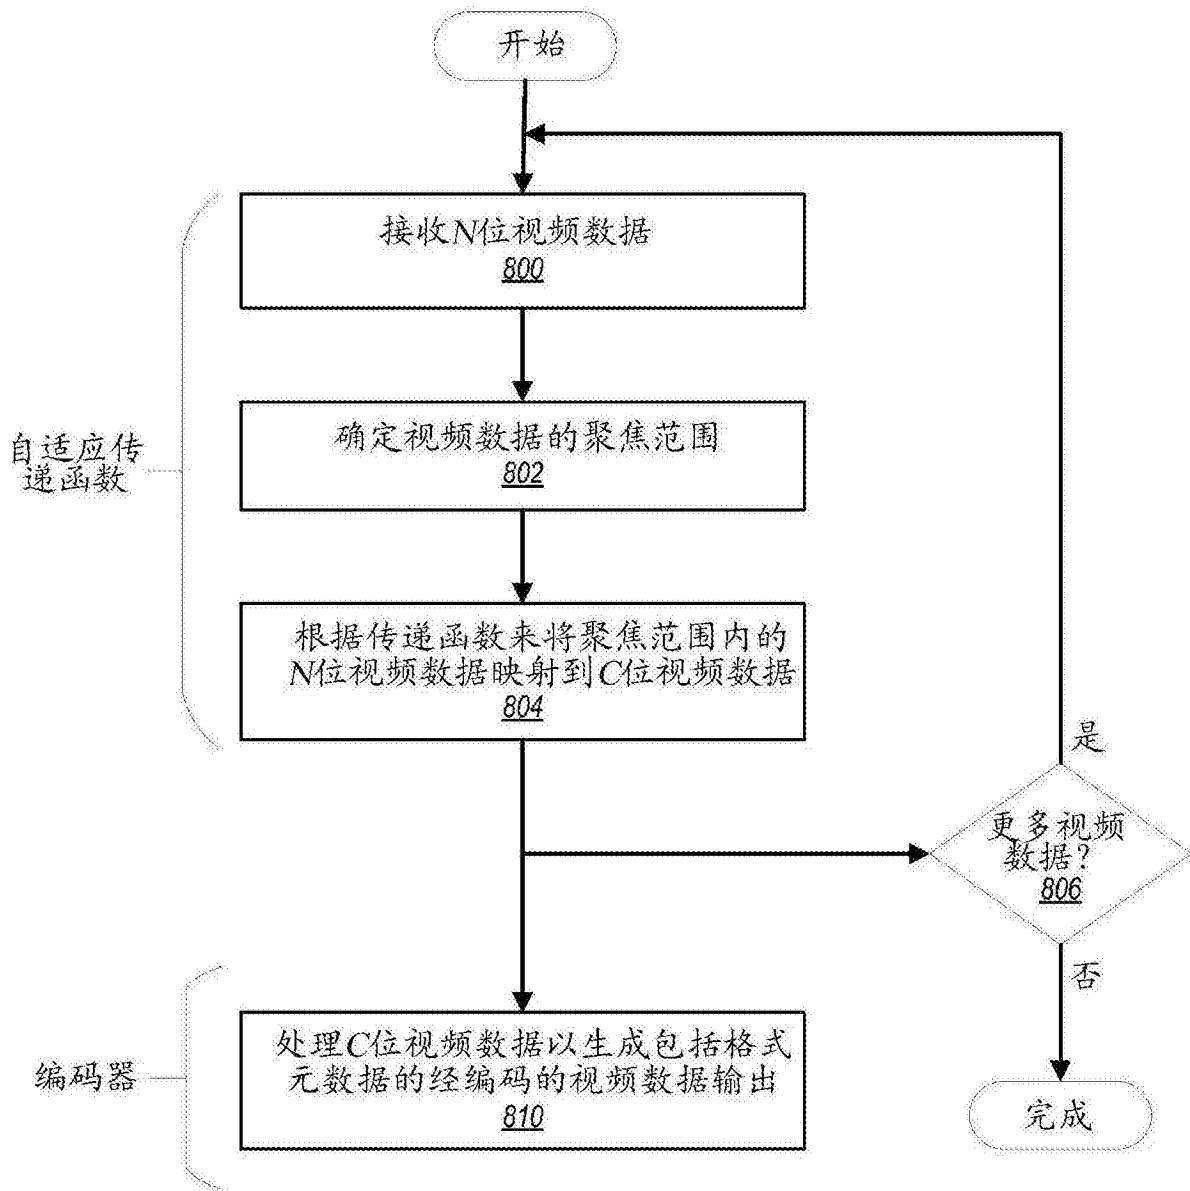 开始
接收N位视频数据
800
确定视频数据的聚焦范围
802
自适应传
递函数
根据传递函数来将聚焦范围内的
N位视频数据映射到C位视频数据
804
是
更多视频
数据?
806
否
处理C位视频数据以生成包括格式
元数据的经编码的视频数据输出
810
编码器
完成